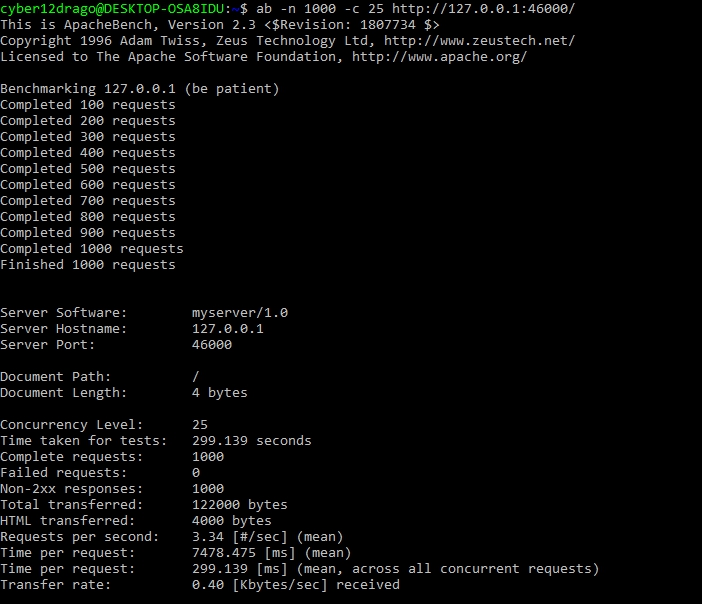 cyber12drago@DESKTOP-OSA8IDU:~$ ab -n 1000 -c 25 http://127.0.0.1:46000/
This is ApacheBench, Version 2.3 <$Revision: 1807734 $>
Copyright 1996 Adam Twiss, Zeus Technology Ltd, http://www.zeustech.net/
Licensed to The Apache Software Foundation, http://www.apache.org/

Benchmarking 127.0.0.1 (be patient)
Completed 100 requests
Completed 200 requests
Completed 300 requests
Completed 400 requests
Completed 500 requests
Completed 600 requests
Completed 700 requests
Completed 800 requests
Completed 900 requests
Completed 1000 requests
Finished 1000 requests

Server Software: myserver/1.0
Server Hostname: 127.0.0.1
Server Port: 46000

Document Path: /
Document Length: 4 bytes

Concurrency Level: 25
Time taken for tests: 299.139 seconds
Complete requests: 1000
Failed requests: 0
Non-2xx responses: 1000
Total transferred: 122000 bytes
HTML transferred: 4000 bytes
Requests per second: 3.34 [#/sec] (mean)
Time per request: 7478.475 [ms] (mean)
Time per request: 299.139 [ms] (mean, across all concurrent requests)
Transfer rate: 0.40 [Kbytes/sec] received